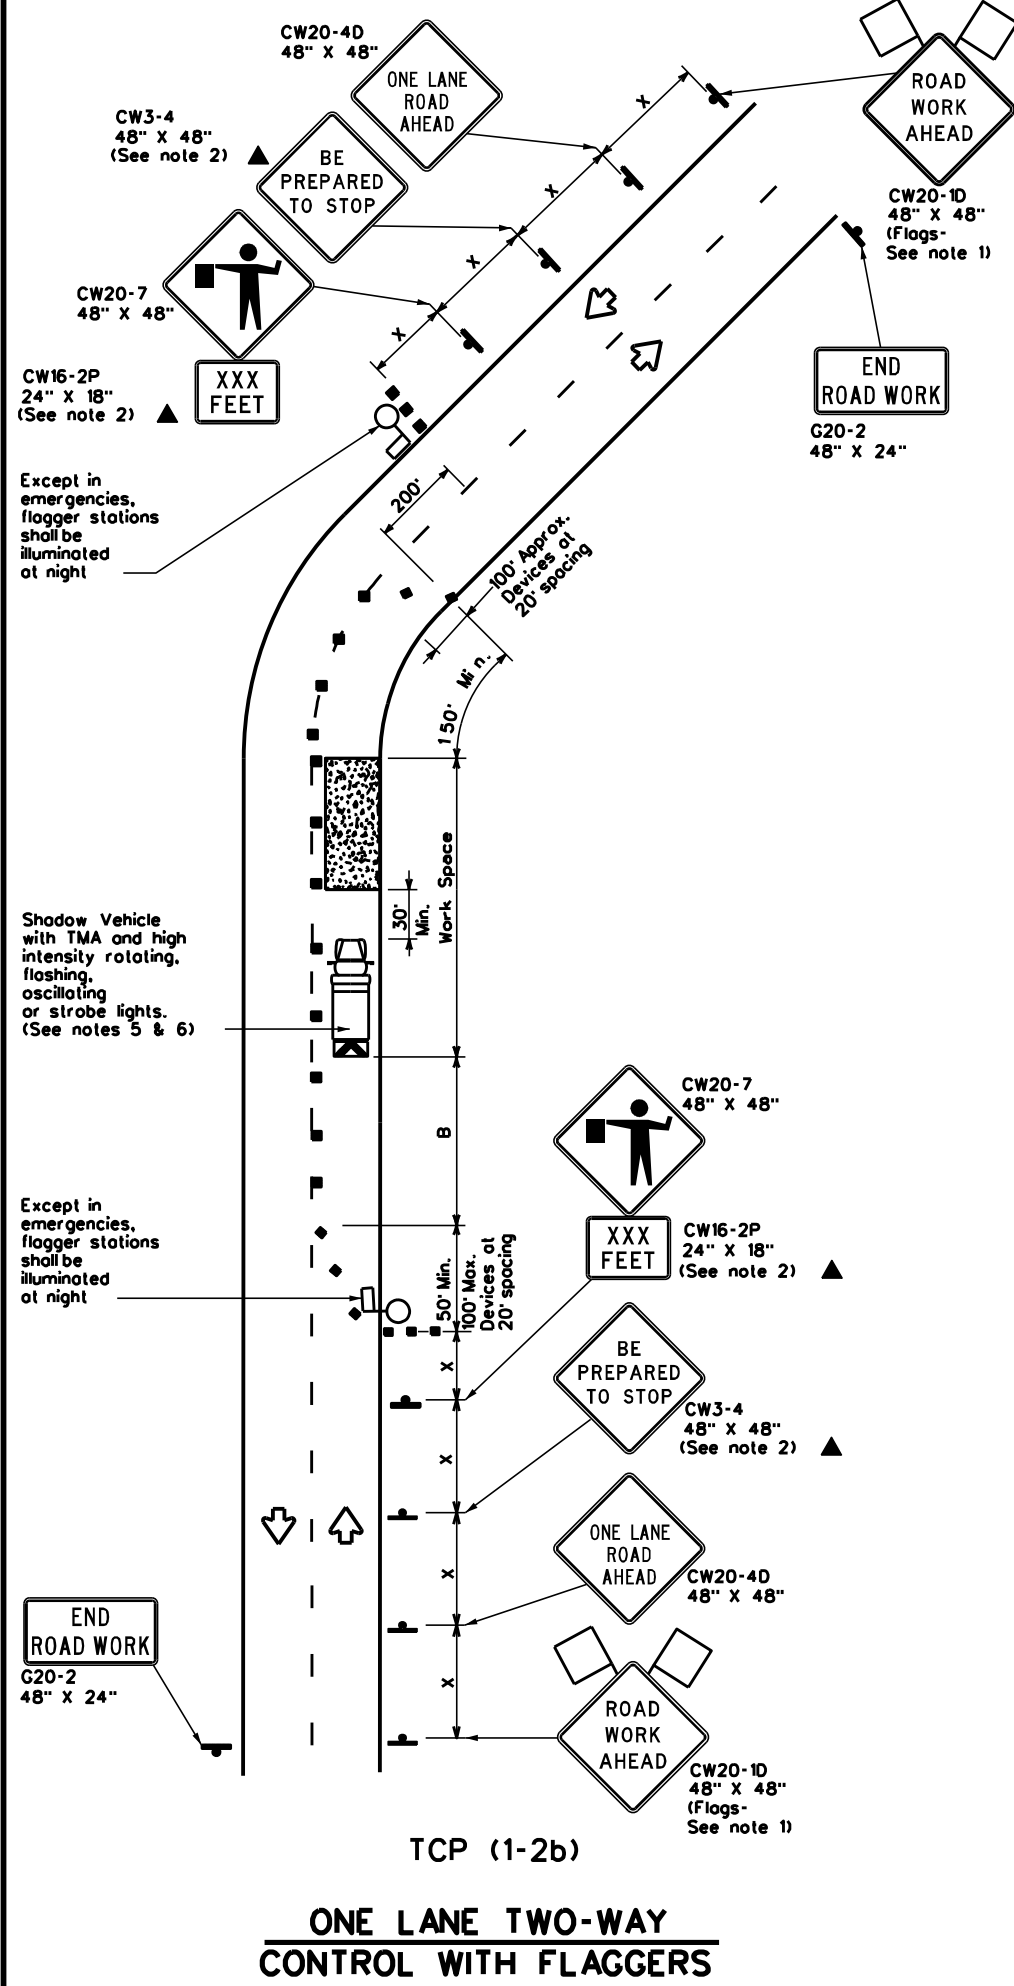 CW20-4D
48" X 48"
ONE LANE
ROAD
AHEAD
ROAD
WORK
AHEAD
CW20-1D
48" X 48"
(Flags-
See note 1)
CW3-4
48" X 48"
(See note 2)
BE
PREPARED
TO STOP
X
X
X
X
CW20-7
48" X 48"
CW16-2P
24" X 18"
(See note 2)
XXX
FEET
END
ROAD WORK
G20-2
48" X 24"
Except in
emergencies,
flagger stations
shall be
illuminated
at night
200'
100' Approx.
Devices at
20' spacing
150' Min.
30'
Min.
Work Space
Shadow Vehicle
with TMA and high
intensity rotating,
flashing,
oscillating
or strobe lights.
(See notes 5 & 6)
B
CW20-7
48" X 48"
XXX
FEET
CW16-2P
24" X 18"
(See note 2)
Except in
emergencies,
flagger stations
shall be
illuminated
at night
50' Min.
100' Max.
Devices at
20' spacing
X
BE
PREPARED
TO STOP
CW3-4
48" X 48"
(See note 2)
X
ONE LANE
ROAD
AHEAD
CW20-4D
48" X 48"
X
END
ROAD WORK
G20-2
48" X 24"
X
ROAD
WORK
AHEAD
CW20-1D
48" X 48"
(Flags-
See note 1)
TCP (1-2b)
ONE LANE TWO-WAY
CONTROL WITH FLAGGERS